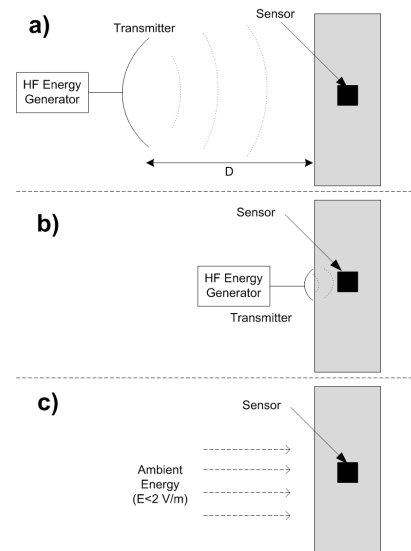 a)
Transmitter
Sensor
HF Energy
Generator
D
b)
Sensor
HF Energy
Generator
Transmitter
c)
Sensor
Ambient
Energy
(E<2 V/m)